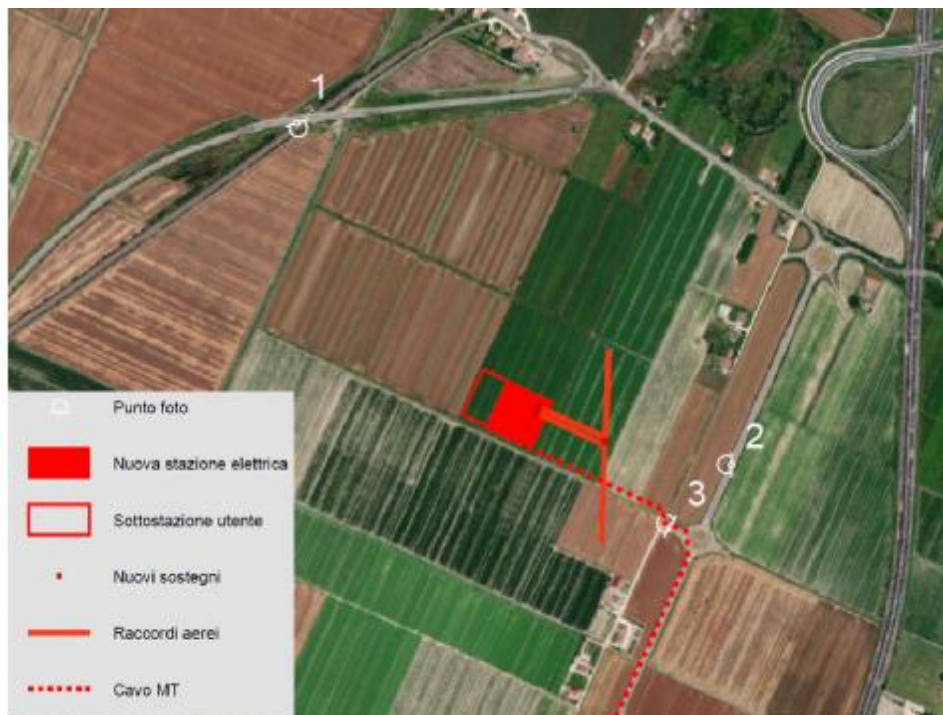 1
2
3
Punto foto
Nuova stazione elettrica
Sottostazione utente
Nuovi sostegni
Raccordi aerei
Cavo MT